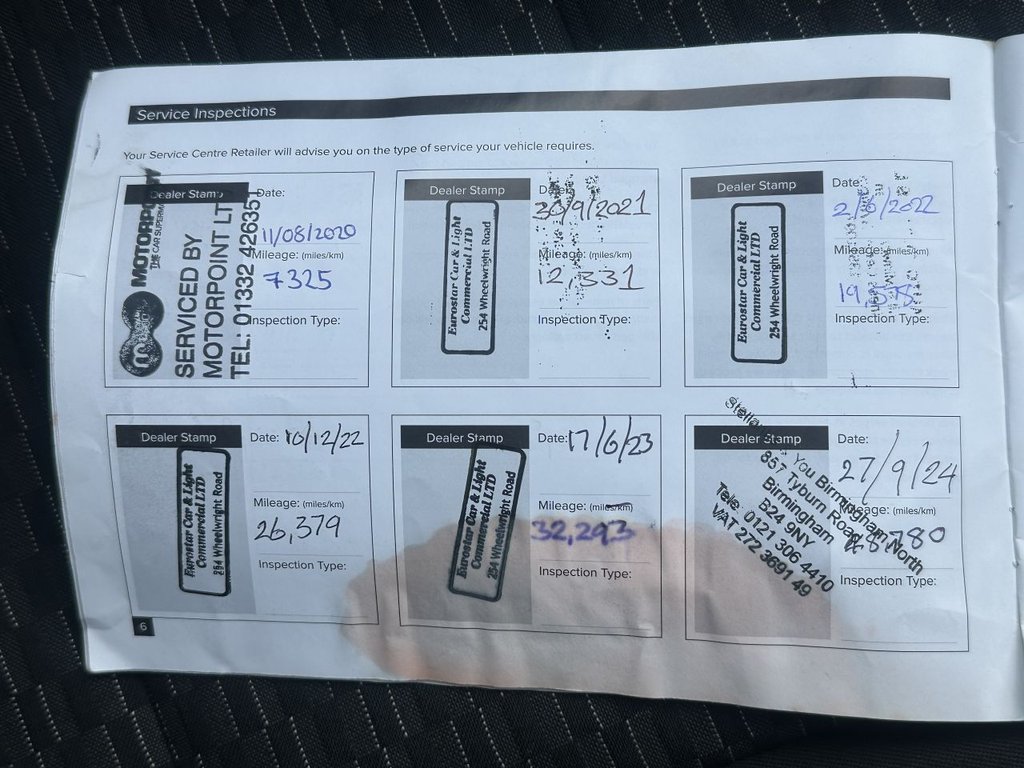 Service Inspections
Your Service Centre Retailer will advise you on the type of service your vehicle requires.
Dealer Stamp
MOTORPOINT
THE CAR SUPERM
SERVICED BY
MOTORPOINT LT
TEL: 01332 426351
Date:
11/08/2020
Mileage: (miles/km)
7325
Inspection Type:
Dealer Stamp
Eurostar Car & Light
Commercial LTD
254 Wheelwright Road
Date:
30/9/2021
Mileage: (miles/km)
12,331
Inspection Type:
Dealer Stamp
Eurostar Car & Light
Commercial LTD
254 Wheelwright Road
Date:
Mileage: (miles/km)
Inspection Type:
Dealer Stamp
Eurostar Car & Light
Commercial LTD
254 Wheelwright Road
Date: 10/12/22
Mileage: (miles/km)
26,379
Inspection Type:
Dealer Stamp
Eurostar Car & Light
Commercial LTD
254 Wheelwright Road
Date: 17/6/23
Mileage: (miles/km)
32,293
Inspection Type:
Dealer Stamp
You Birmingham North
857 Tyburn Road
Birmingham
B24 9NY
Tele: 0121 306 4410
VAT 272 3691 49
Date:
27/9/24
Mileage: (miles/km)
Inspection Type:
6